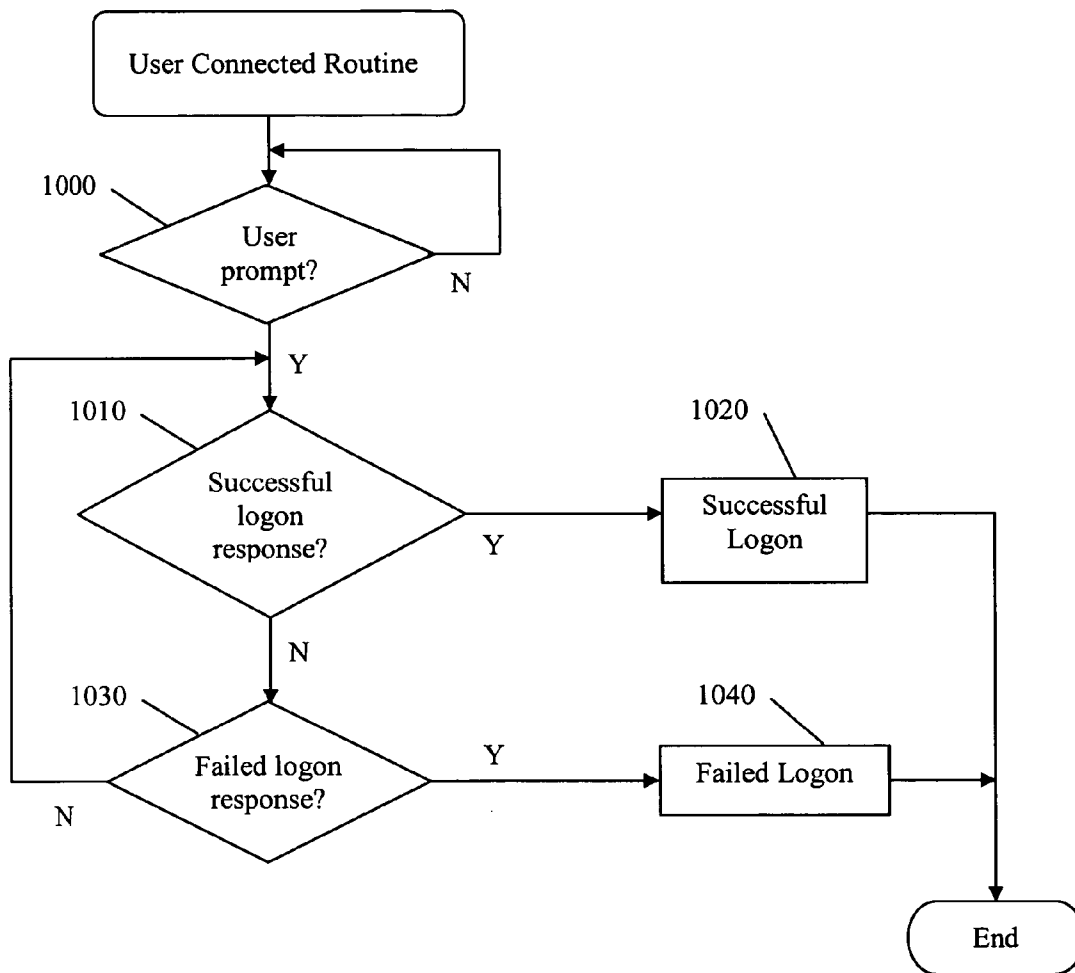 User Connected Routine
1000
User
prompt?
N
Y
1010
Successful
logon
response?
Y
1020
Successful
Logon
N
1030
Failed logon
response?
Y
1040
Failed Logon
N
End